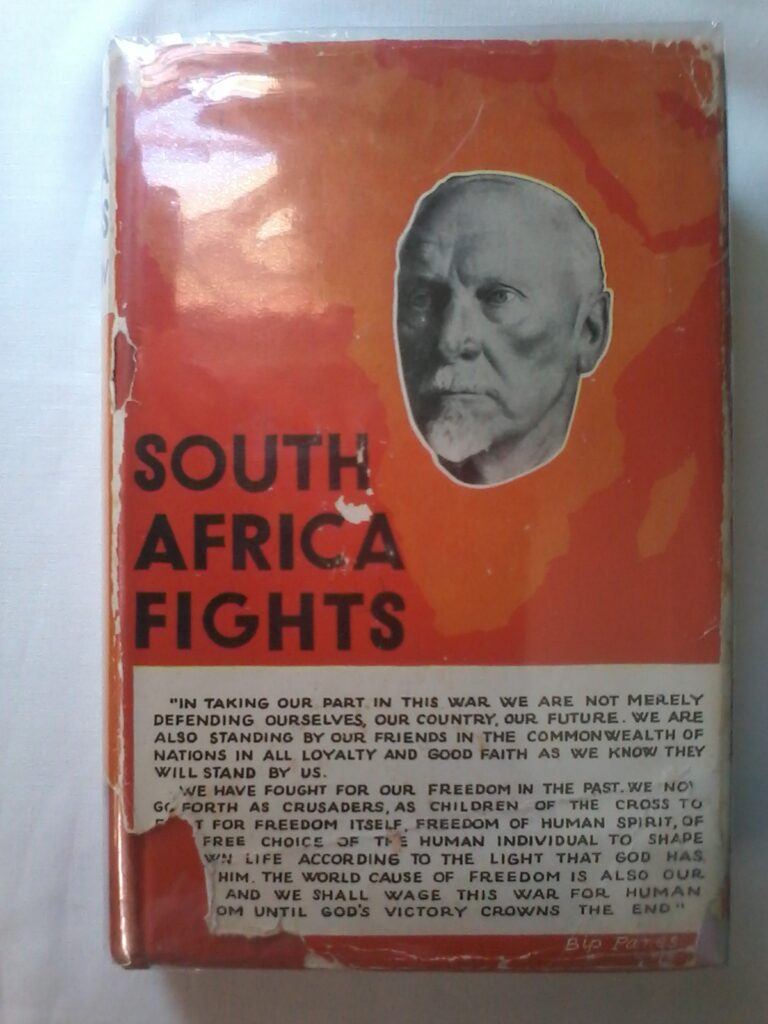 SOUTH
AFRICA
FIGHTS
"IN TAKING OUR PART IN THIS WAR WE ARE NOT MERELY
DEFENDING OURSELVES, OUR COUNTRY, OUR FUTURE. WE ARE
ALSO STANDING BY OUR FRIENDS IN THE COMMONWEALTH OF
NATIONS IN ALL LOYALTY AND GOOD FAITH AS WE KNOW THEY
WILL STAND BY US.
WE HAVE FOUGHT FOR OUR FREEDOM IN THE PAST. WE
GO FORTH AS CRUSADERS, AS CHILDREN OF THE CROSS TO
FOR FREEDOM ITSELF, FREEDOM OF HUMAN SPIRIT, OF
FREE CHOICE OF THE HUMAN INDIVIDUAL TO SHAPE
LIFE ACCORDING TO THE LIGHT THAT GOD HAS
HIM. THE WORLD CAUSE OF FREEDOM IS ALSO OUR
AND WE SHALL WAGE THIS WAR FOR HUMAN
UNTIL GOD'S VICTORY CROWNS THE END"
Bip Pares